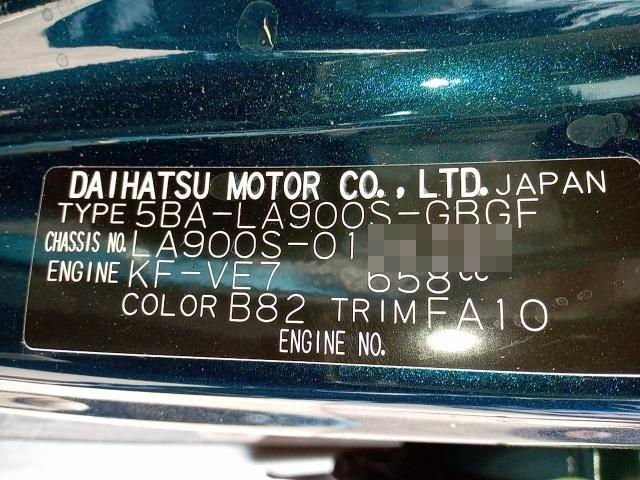 DAIHATSU MOTOR CO., LTD. JAPAN
TYPE 5BA-LA900S-GBGF
CHASSIS NO. LA900S-01
ENGINE KF-VE7 658cc
COLOR B82 TRIM FA10
ENGINE NO.